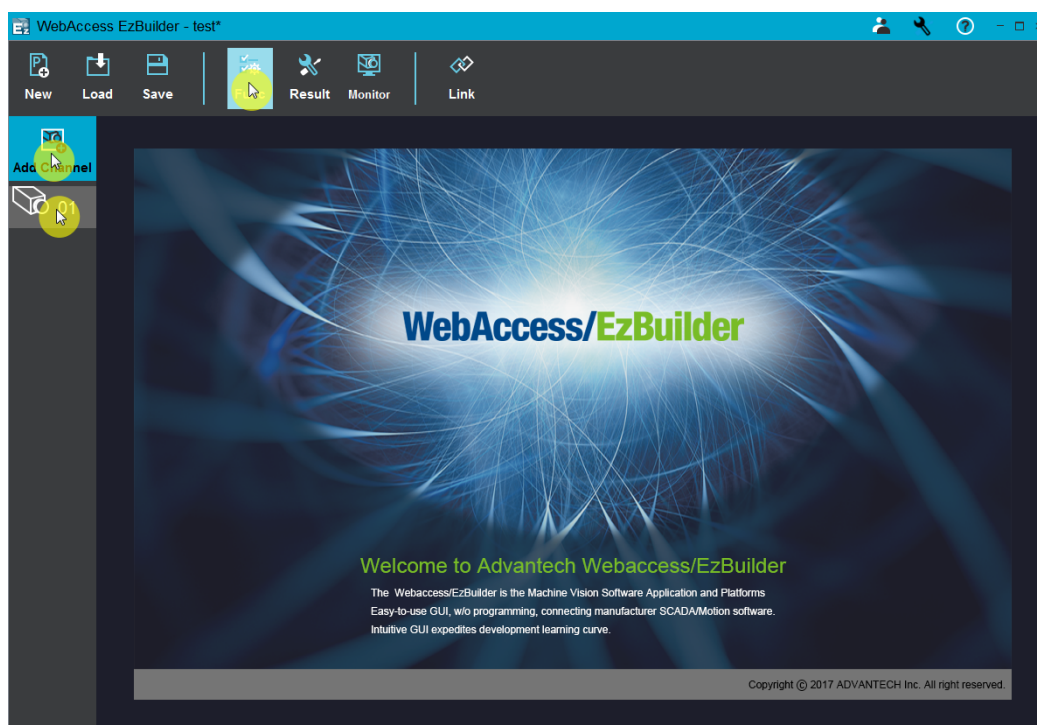 WebAccess EzBuilder - test*
New Load Save Result Monitor Link
Add Channel
01
WebAccess/EzBuilder
Welcome to Advantech Webaccess/EzBuilder
The Webaccess/EzBuilder is the Machine Vision Software Application and Platforms
Easy-to-use GUI, w/o programming, connecting manufacturer SCADA/Motion software.
Intuitive GUI expedites development learning curve.
Copyright © 2017 ADVANTECH Inc. All right reserved.